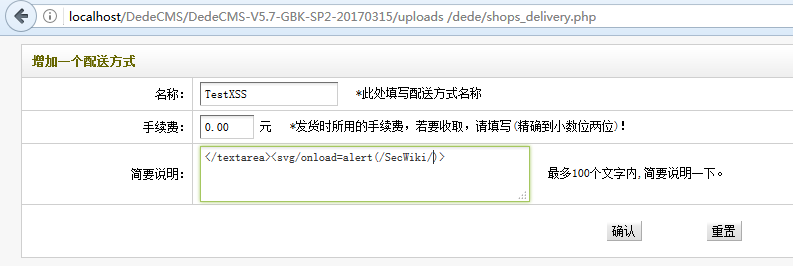 localhost/DedeCMS/DedeCMS-V5.7-GBK-SP2-20170315/uploads /dede/shops_delivery.php
增加一个配送方式
名称： TestXSS *此处填写配送方式名称
手续费： 0.00 元 *发货时所用的手续费，若要收取，请填写(精确到小数位两位)！
简要说明： </textarea><svg/onload=alert(/SecWiki/)> 最多100个文字内,简要说明一下。
确认 重置